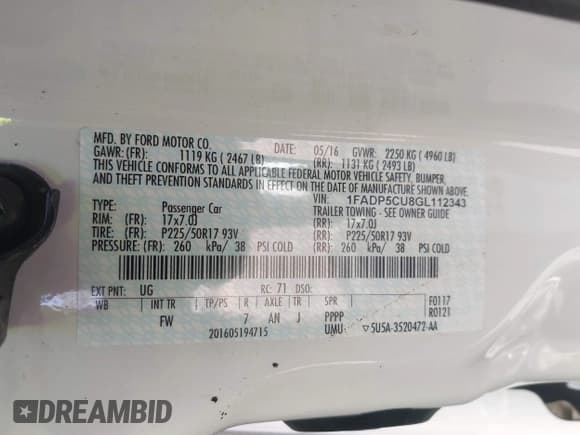 MFD. BY FORD MOTOR CO.
DATE: 05/16 GVWR: 2250 KG ( 4960 LB)
GAWR: (FR): 1119 KG ( 2467 LB) (RR): 1131 KG ( 2493 LB)
THIS VEHICLE CONFORMS TO ALL APPLICABLE FEDERAL MOTOR VEHICLE SAFETY, BUMPER,
AND THEFT PREVENTION STANDARDS IN EFFECT ON THE DATE OF MANUFACTURE SHOWN ABOVE.
VIN: 1FADP5CU8GL112343
TYPE: Passenger Car TRAILER TOWING - SEE OWNER GUIDE
RIM: (FR): 17x7.0J (RR): 17x7.0J
TIRE: (FR): P225/50R17 93V (RR): P225/50R17 93V
PRESSURE: (FR): 260 kPa/ 38 PSI COLD (RR): 260 kPa/ 38 PSI COLD
EXT PNT: UG RC: 71 DSO:
WB INT TR TP/PS R AXLE TR SPR F0117
FW 7 AN J PPPP R0121
201605194715 UMU: 5U5A-3520472-AA
DREAMBID